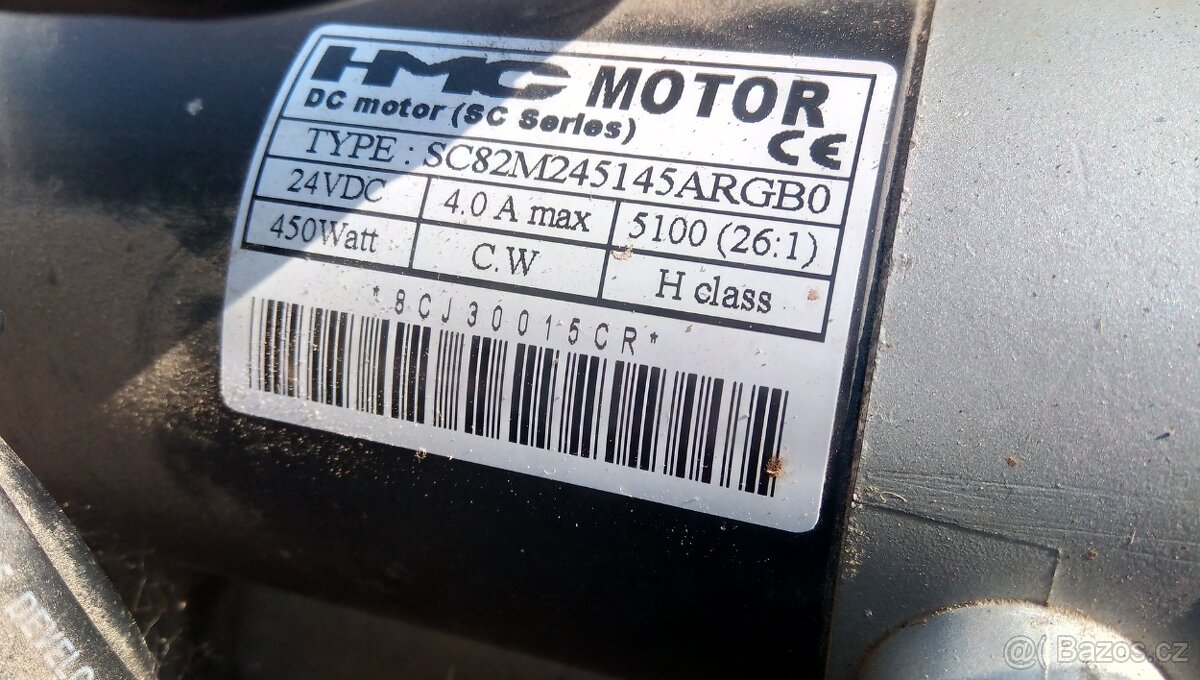 HMC MOTOR
DC motor (SC Series)
CE
TYPE : SC82M245145ARGB0
24VDC 4.0 A max 5100 (26:1)
450Watt C.W H class
*8CJ30015CR*
DEVELO
@( Bazos.cz